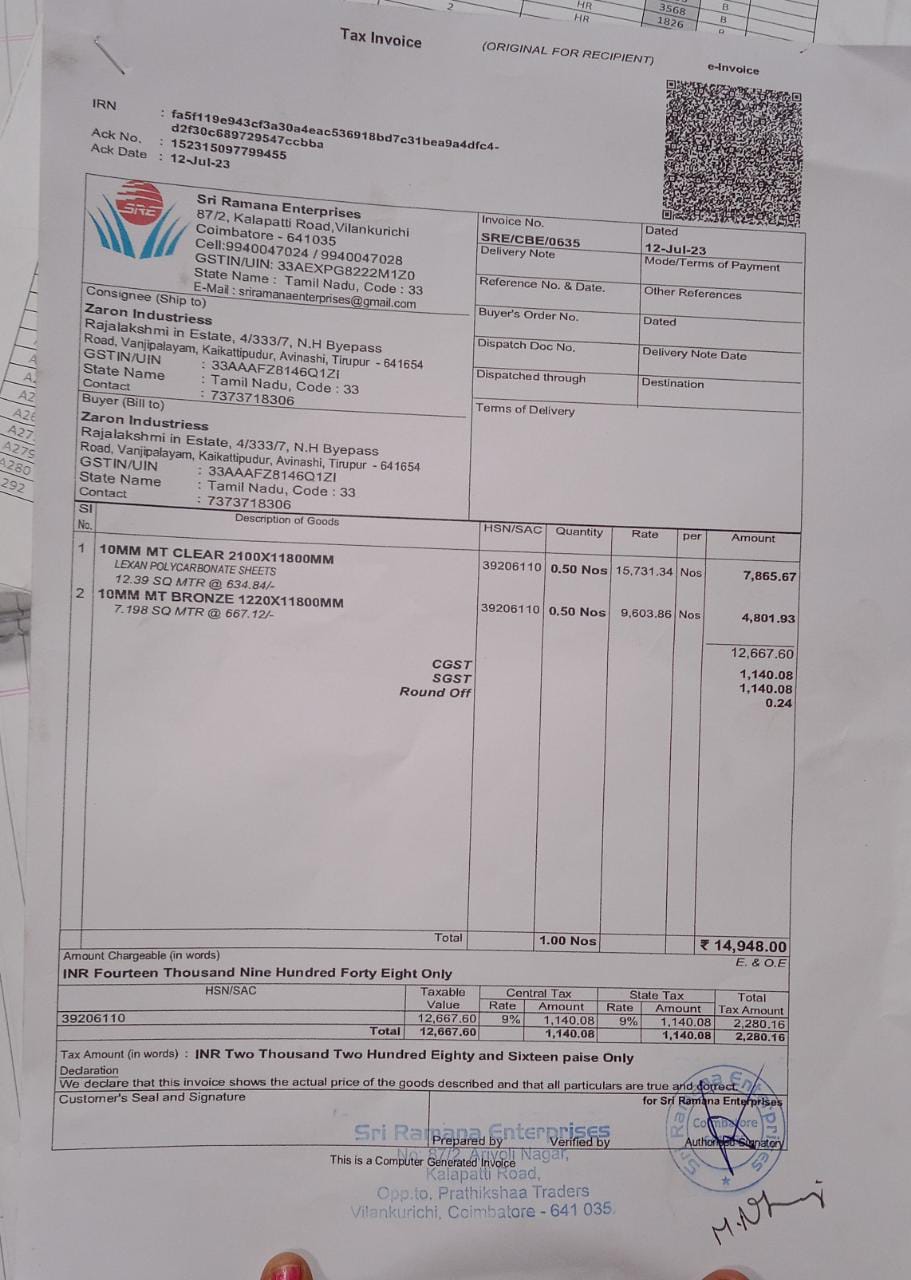 2
HR
HR
3568
1826
B
B
Tax Invoice
(ORIGINAL FOR RECIPIENT)
e-Invoice
IRN : fa5f119e943cf3a30a4eac536918bd7c31bea9a4dfc4-
d2f30c689729547ccbba
Ack No. : 152315097799455
Ack Date : 12-Jul-23
SRE
Sri Ramana Enterprises
87/2, Kalapatti Road,Vilankurichi
Coimbatore - 641035
Cell:9940047024 / 9940047028
GSTIN/UIN: 33AEXPG8222M1Z0
State Name : Tamil Nadu, Code : 33
E-Mail : sriramanaenterprises@gmail.com
Invoice No. Dated
SRE/CBE/0635 12-Jul-23
Delivery Note Mode/Terms of Payment
Reference No. & Date. Other References
Buyer's Order No. Dated
Dispatch Doc No. Delivery Note Date
Dispatched through Destination
Terms of Delivery
Consignee (Ship to)
Zaron Industriess
Rajalakshmi in Estate, 4/333/7, N.H Byepass
Road, Vanjipalayam, Kaikattipudur, Avinashi, Tirupur - 641654
GSTIN/UIN : 33AAAFZ8146Q1ZI
State Name : Tamil Nadu, Code : 33
Contact : 7373718306
Buyer (Bill to)
Zaron Industriess
Rajalakshmi in Estate, 4/333/7, N.H Byepass
Road, Vanjipalayam, Kaikattipudur, Avinashi, Tirupur - 641654
GSTIN/UIN : 33AAAFZ8146Q1ZI
State Name : Tamil Nadu, Code : 33
Contact : 7373718306
Sl No. Description of Goods HSN/SAC Quantity Rate per Amount
1 10MM MT CLEAR 2100X11800MM 39206110 0.50 Nos 15,731.34 Nos 7,865.67
LEXAN POLYCARBONATE SHEETS
12.39 SQ MTR @ 634.84/-
2 10MM MT BRONZE 1220X11800MM 39206110 0.50 Nos 9,603.86 Nos 4,801.93
7.198 SQ MTR @ 667.12/-
12,667.60
CGST 1,140.08
SGST 1,140.08
Round Off 0.24
Total 1.00 Nos ₹ 14,948.00
Amount Chargeable (in words) E. & O.E
INR Fourteen Thousand Nine Hundred Forty Eight Only
HSN/SAC Taxable Value Central Tax State Tax Total Tax Amount
Rate Amount Rate Amount
39206110 12,667.60 9% 1,140.08 9% 1,140.08 2,280.16
Total 12,667.60 1,140.08 1,140.08 2,280.16
Tax Amount (in words) : INR Two Thousand Two Hundred Eighty and Sixteen paise Only
Declaration
We declare that this invoice shows the actual price of the goods described and that all particulars are true and correct.
Customer's Seal and Signature
for Sri Ramana Enterprises
Prepared by Verified by Authorised Signatory
This is a Computer Generated Invoice
Sri Ramana Enterprises
No: 87/2, Arivoli Nagar,
Kalapatti Road,
Opp.to. Prathikshaa Traders
Vilankurichi, Coimbatore - 641 035.
Sri Ramana Enterprises
Coimbatore
A279
A280
292